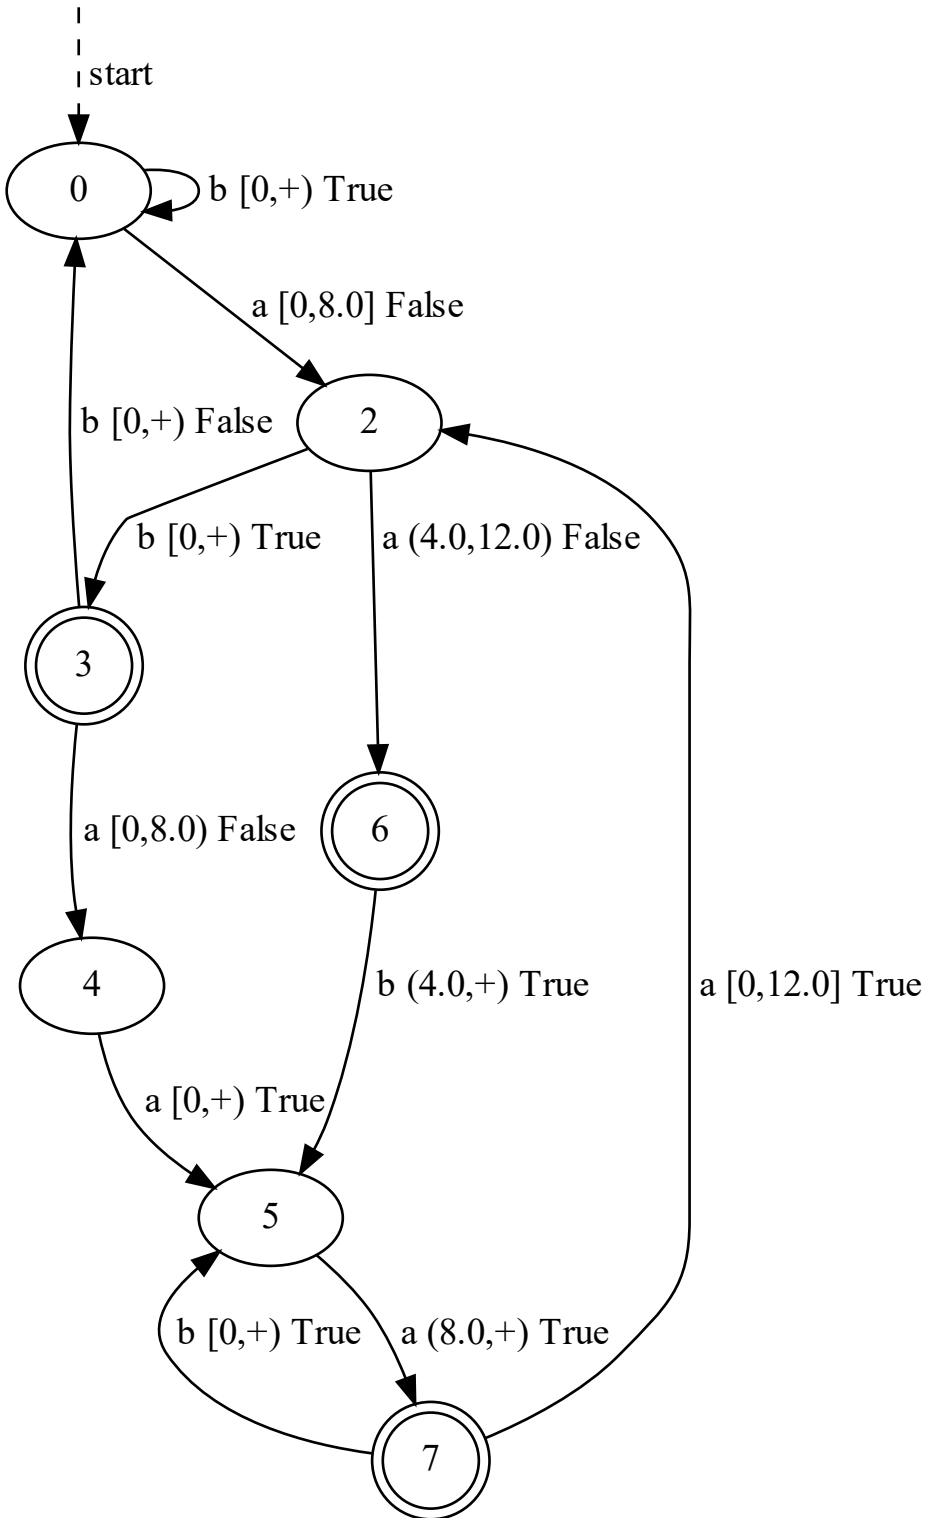 start
0
b [0,+) True
a [0,8.0] False
b [0,+) False
2
b [0,+) True
a (4.0,12.0) False
3
a [0,8.0) False
6
4
b (4.0,+) True
a [0,12.0] True
a [0,+) True
5
b [0,+) True
a (8.0,+) True
7